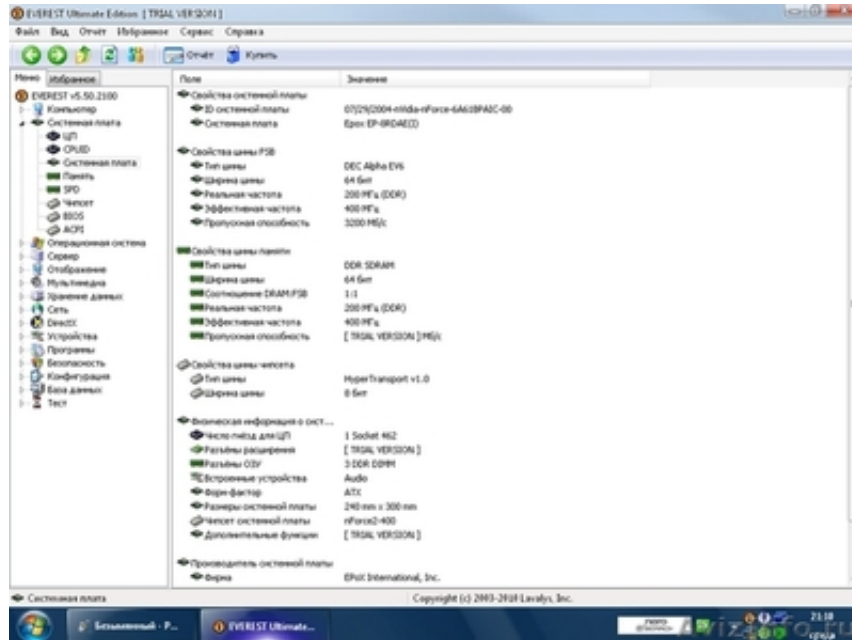 EVEREST Ultimate Edition [ TRIAL VERSION ]
Файл Вид Отчёт Избранное Сервис Справка
Отчёт Купить
Меню Избранное
Поле Значение
EVEREST v5.50.2100
Компьютер
Системная плата
ЦП
CPUID
Системная плата
Память
SPD
Чипсет
BIOS
ACPI
Операционная система
Сервер
Отображение
Мультимедиа
Хранение данных
Сеть
DirectX
Устройства
Программы
Безопасность
Конфигурация
База данных
Тест
Свойства системной платы
ID системной платы 07/29/2004-nVidia-nForce-6A61BPAIC-00
Системная плата Epox EP-8RDAE(I)
Свойства шины FSB
Тип шины DEC Alpha EV6
Ширина шины 64 бит
Реальная частота 200 МГц (DDR)
Эффективная частота 400 МГц
Пропускная способность 3200 МБ/с
Свойства шины памяти
Тип шины DDR SDRAM
Ширина шины 64 бит
Соотношение DRAM:FSB 1:1
Реальная частота 200 МГц (DDR)
Эффективная частота 400 МГц
Пропускная способность [ TRIAL VERSION ] МБ/с
Свойства шины чипсета
Тип шины HyperTransport v1.0
Ширина шины 8 бит
Физическая информация о сист...
Число гнёзд для ЦП 1 Socket 462
Разъёмы расширения [ TRIAL VERSION ]
Разъёмы ОЗУ 3 DDR DIMM
Встроенные устройства Audio
Форм-фактор ATX
Размеры системной платы 240 mm x 300 mm
Чипсет системной платы nForce2-400
Дополнительные функции [ TRIAL VERSION ]
Производитель системной платы
Фирма EPoX International, Inc.
Системная плата Copyright (c) 2003-2010 Lavalys, Inc.
Безымянный - P... EVEREST Ultimate... EN 21:18